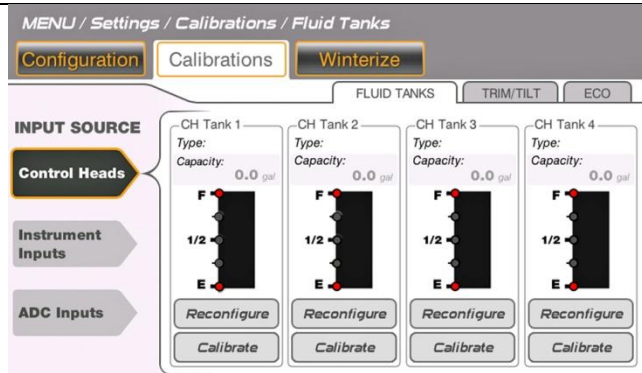 MENU / Settings / Calibrations / Fluid Tanks
Configuration Calibrations Winterize
FLUID TANKS TRIM/TILT ECO
INPUT SOURCE
Control Heads
Instrument
Inputs
ADC Inputs
CH Tank 1 CH Tank 2 CH Tank 3 CH Tank 4
Type: Type: Type: Type:
Capacity: Capacity: Capacity: Capacity:
0.0 gal 0.0 gal 0.0 gal 0.0 gal
F F F F
1/2 1/2 1/2 1/2
E E E E
Reconfigure Reconfigure Reconfigure Reconfigure
Calibrate Calibrate Calibrate Calibrate